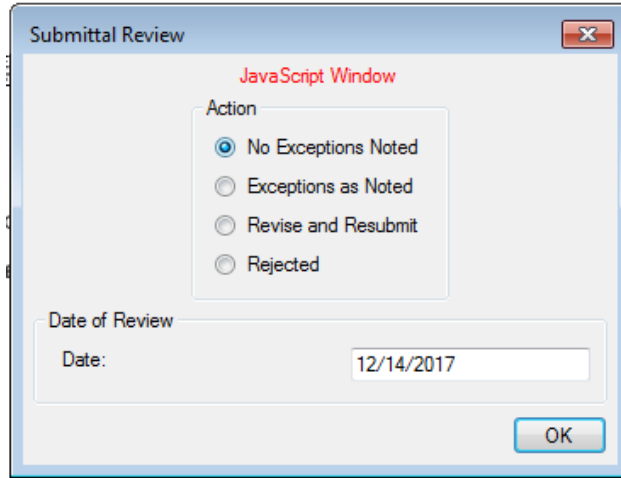 Submittal Review
JavaScript Window
Action
No Exceptions Noted
Exceptions as Noted
Revise and Resubmit
Rejected
Date of Review
Date: 12/14/2017
OK